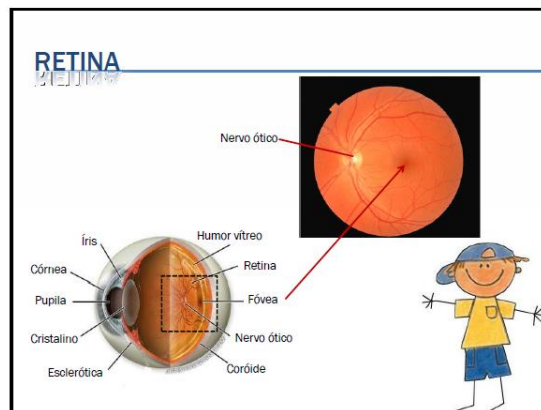 RETINA
Nervo ótico
Íris
Córnea
Pupila
Cristalino
Esclerótica
Humor vítreo
Retina
Fóvea
Nervo ótico
Coróide